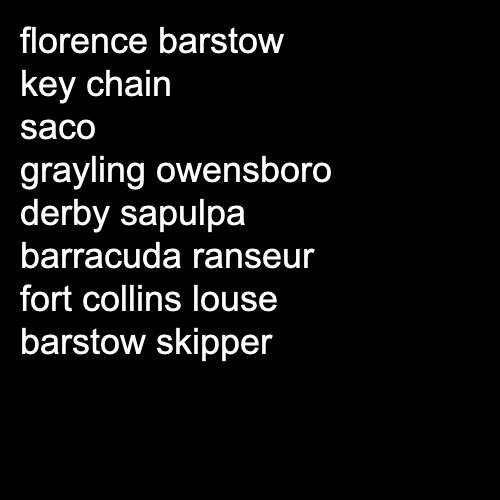 florence barstow
key chain
saco
grayling owensboro
derby sapulpa
barracuda ranseur
fort collins louse
barstow skipper